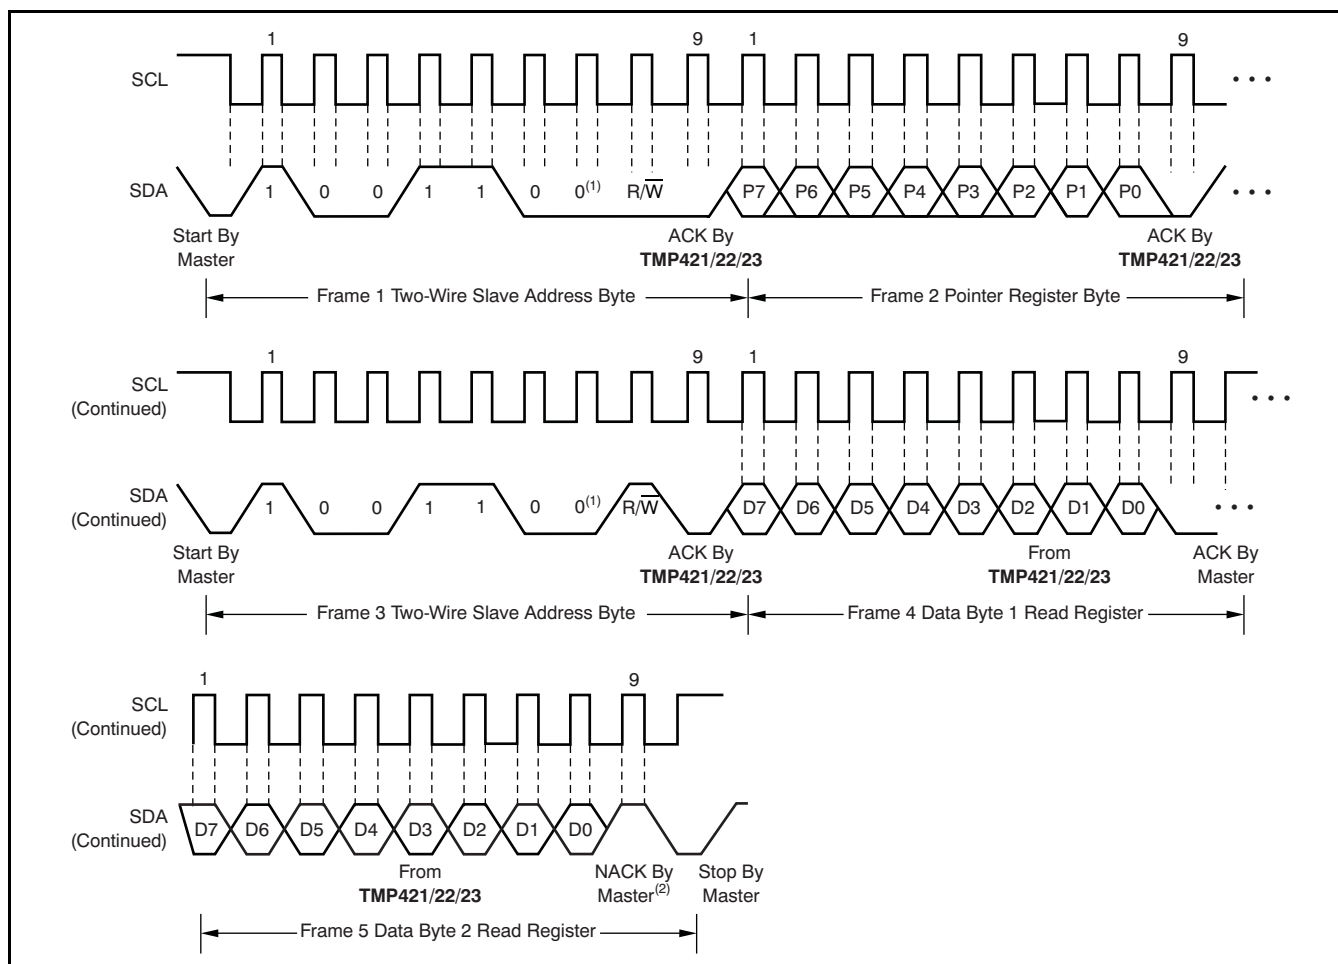 1 9 1 9
SCL
• • •
SDA 1 0 0 1 1 0 0(1) R/W̅ P7 P6 P5 P4 P3 P2 P1 P0 • • •
Start By Master
ACK By TMP421/22/23
ACK By TMP421/22/23
Frame 1 Two-Wire Slave Address Byte
Frame 2 Pointer Register Byte
1 9 1 9
SCL (Continued)
• • •
SDA (Continued) 1 0 0 1 1 0 0(1) R/W̅ D7 D6 D5 D4 D3 D2 D1 D0 • • •
Start By Master
ACK By TMP421/22/23
From TMP421/22/23
ACK By Master
Frame 3 Two-Wire Slave Address Byte
Frame 4 Data Byte 1 Read Register
1 9
SCL (Continued)
SDA (Continued) D7 D6 D5 D4 D3 D2 D1 D0
From TMP421/22/23
NACK By Master(2)
Stop By Master
Frame 5 Data Byte 2 Read Register